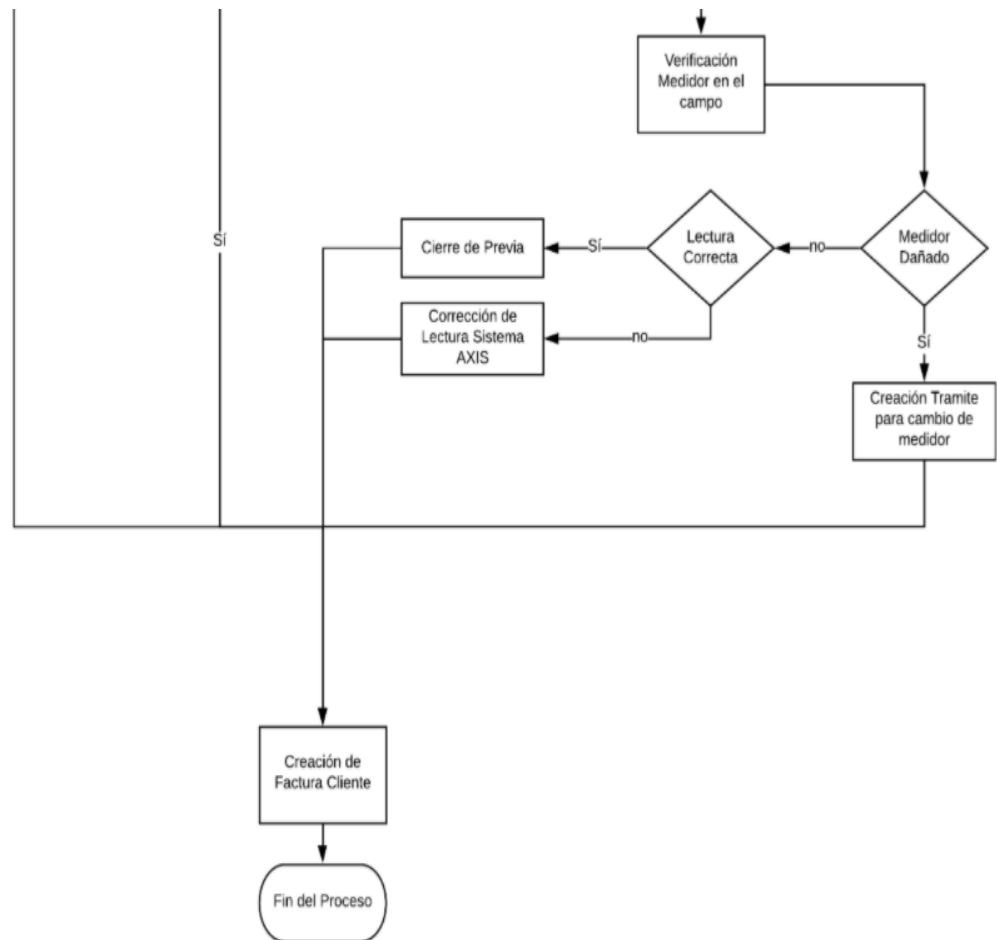 Verificación
Medidor en el
campo
Sí
Cierre de Previa
Sí
Lectura
Correcta
no
Medidor
Dañado
Corrección de
Lectura Sistema
AXIS
no
Sí
Creación Tramite
para cambio de
medidor
Creación de
Factura Cliente
Fin del Proceso